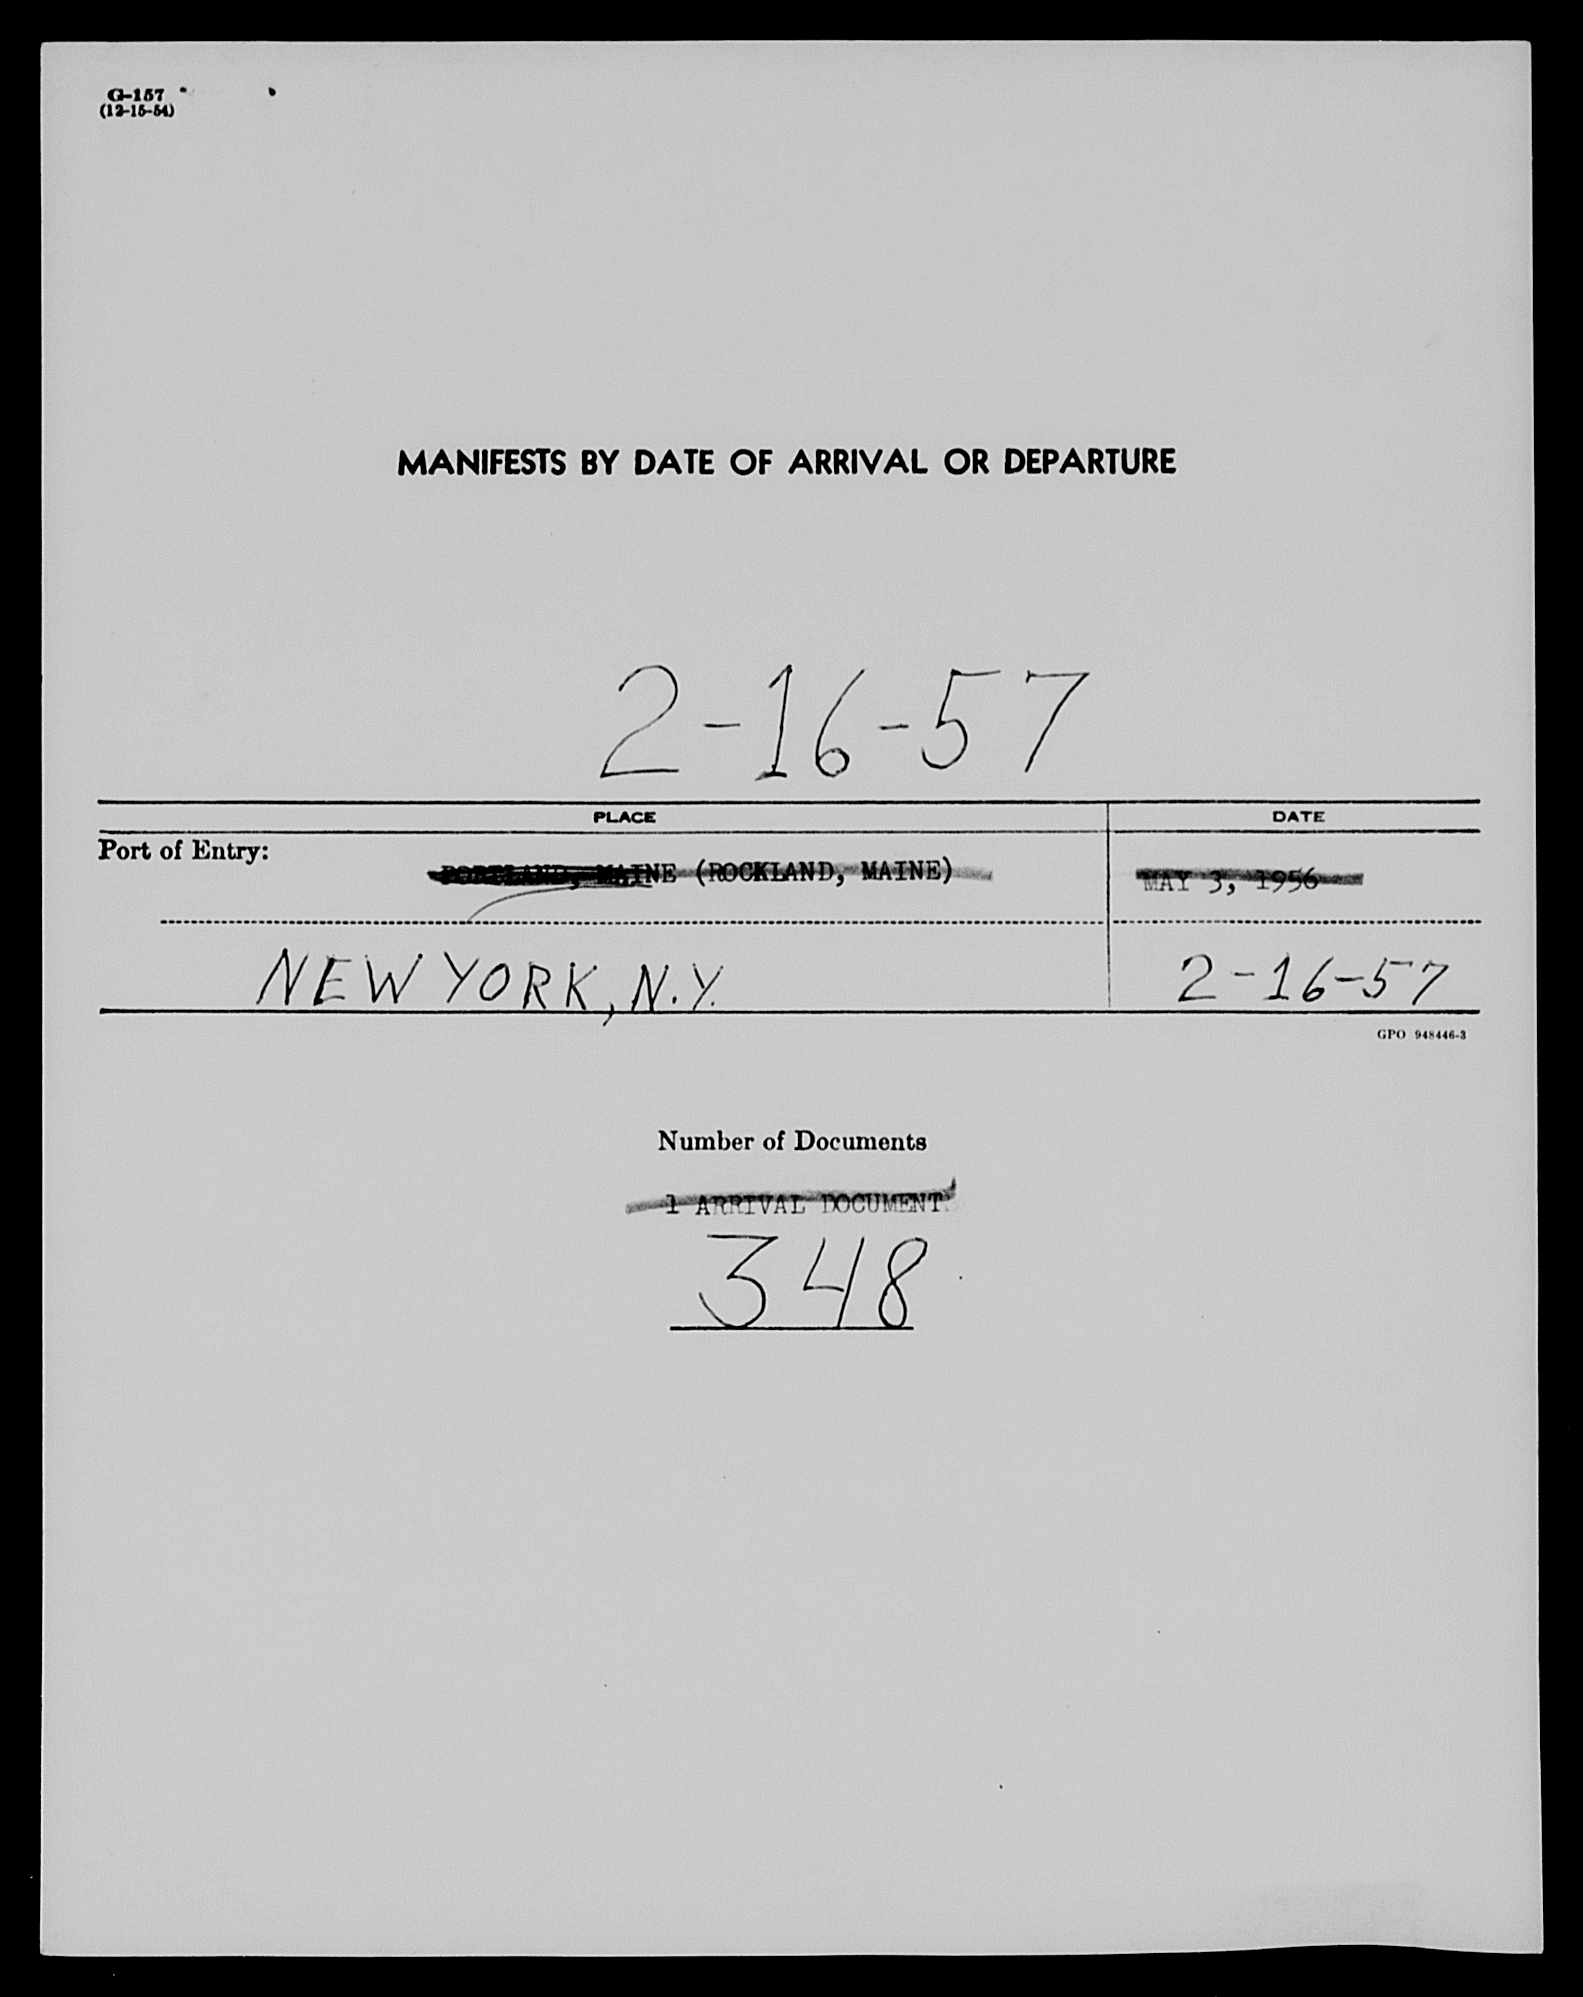 G-157
(12-15-54)
MANIFESTS BY DATE OF ARRIVAL OR DEPARTURE
2-16-57
PLACE DATE
Port of Entry:
PORTLAND, MAINE (ROCKLAND, MAINE) MAY 3, 1956
NEW YORK, N.Y. 2-16-57
GPO 948446-3
Number of Documents
1 ARRIVAL DOCUMENT
348